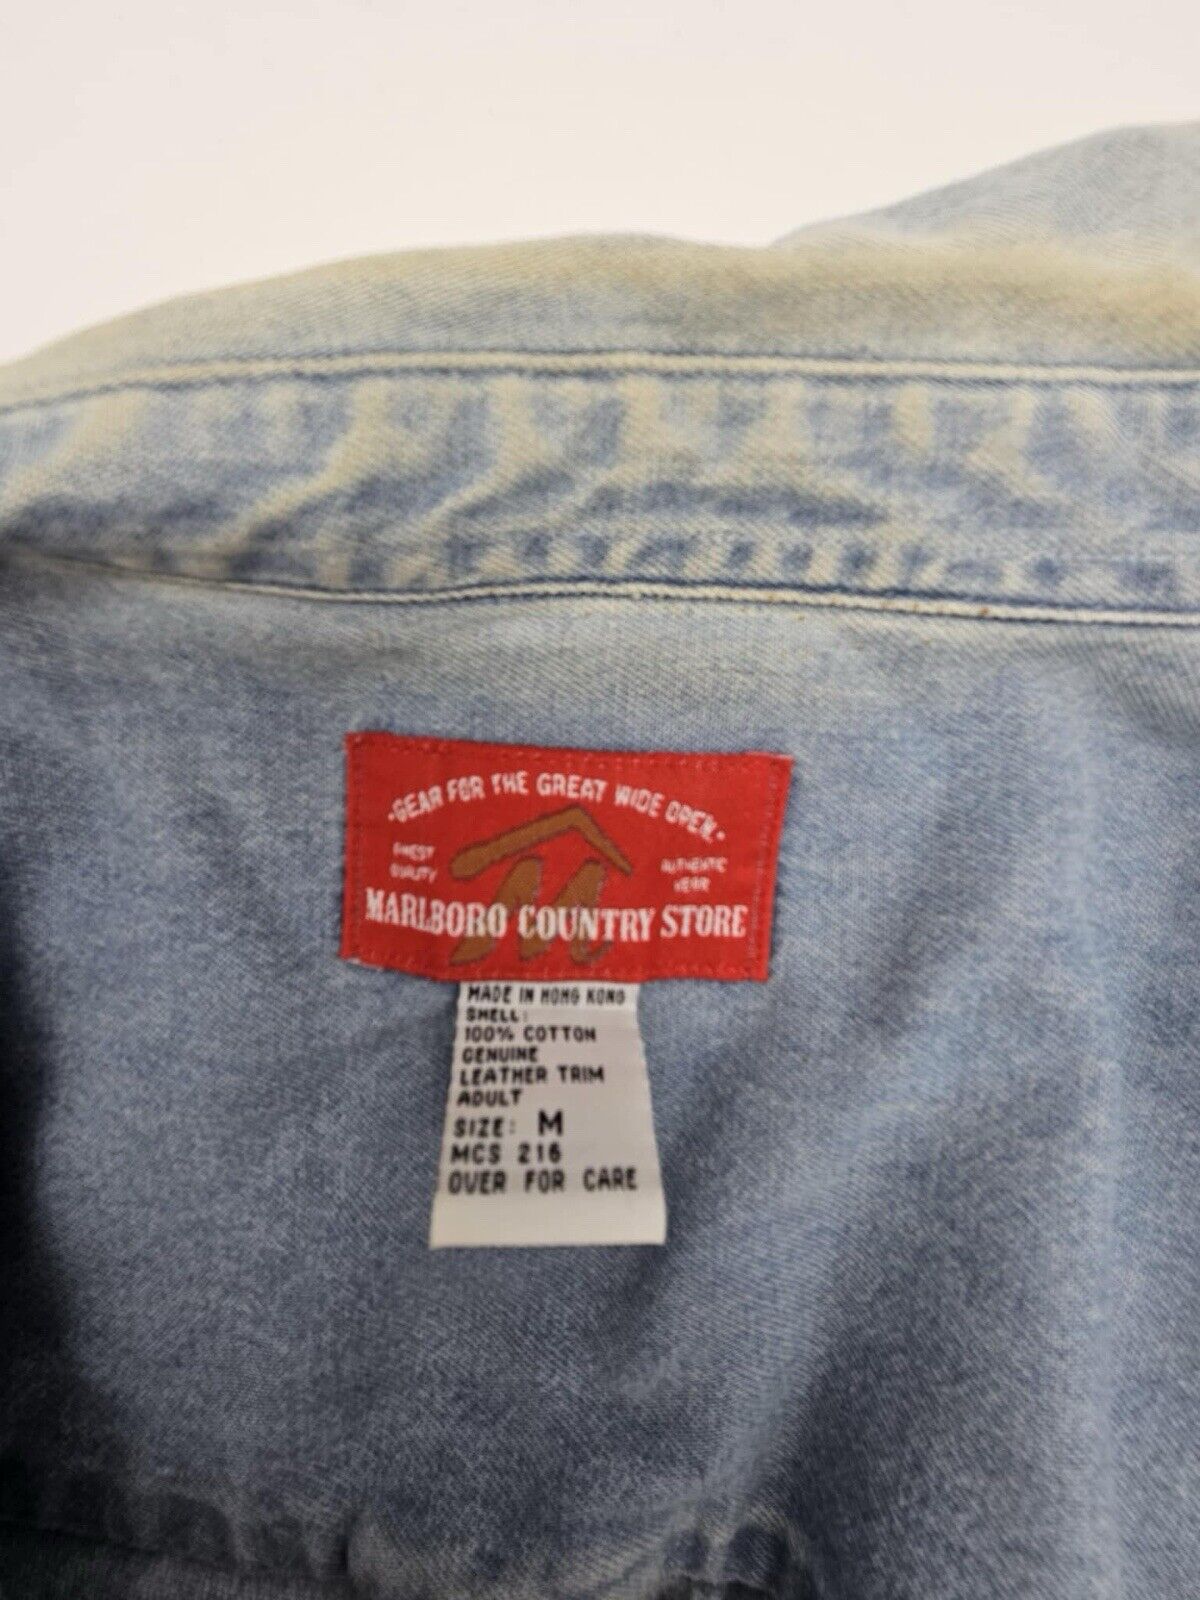 ·GEAR FOR THE GREAT WIDE OPEN.·
FINEST
QUALITY
AUTHENTIC
WEAR
M
MARLBORO COUNTRY STORE
MADE IN HONG KONG
SHELL:
100% COTTON
GENUINE
LEATHER TRIM
ADULT
SIZE: M
MCS 216
OVER FOR CARE